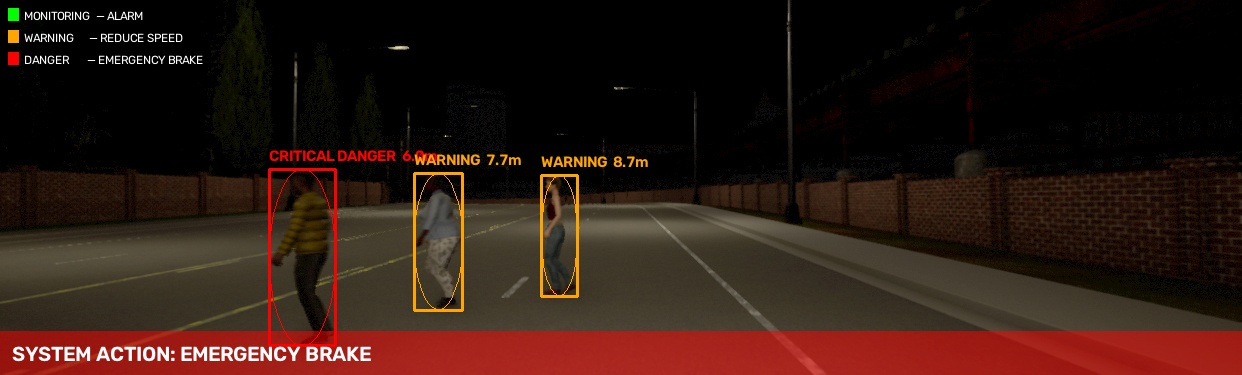 MONITORING – ALARM
WARNING – REDUCE SPEED
DANGER – EMERGENCY BRAKE
CRITICAL DANGER
WARNING 7.7m
WARNING 8.7m
SYSTEM ACTION: EMERGENCY BRAKE